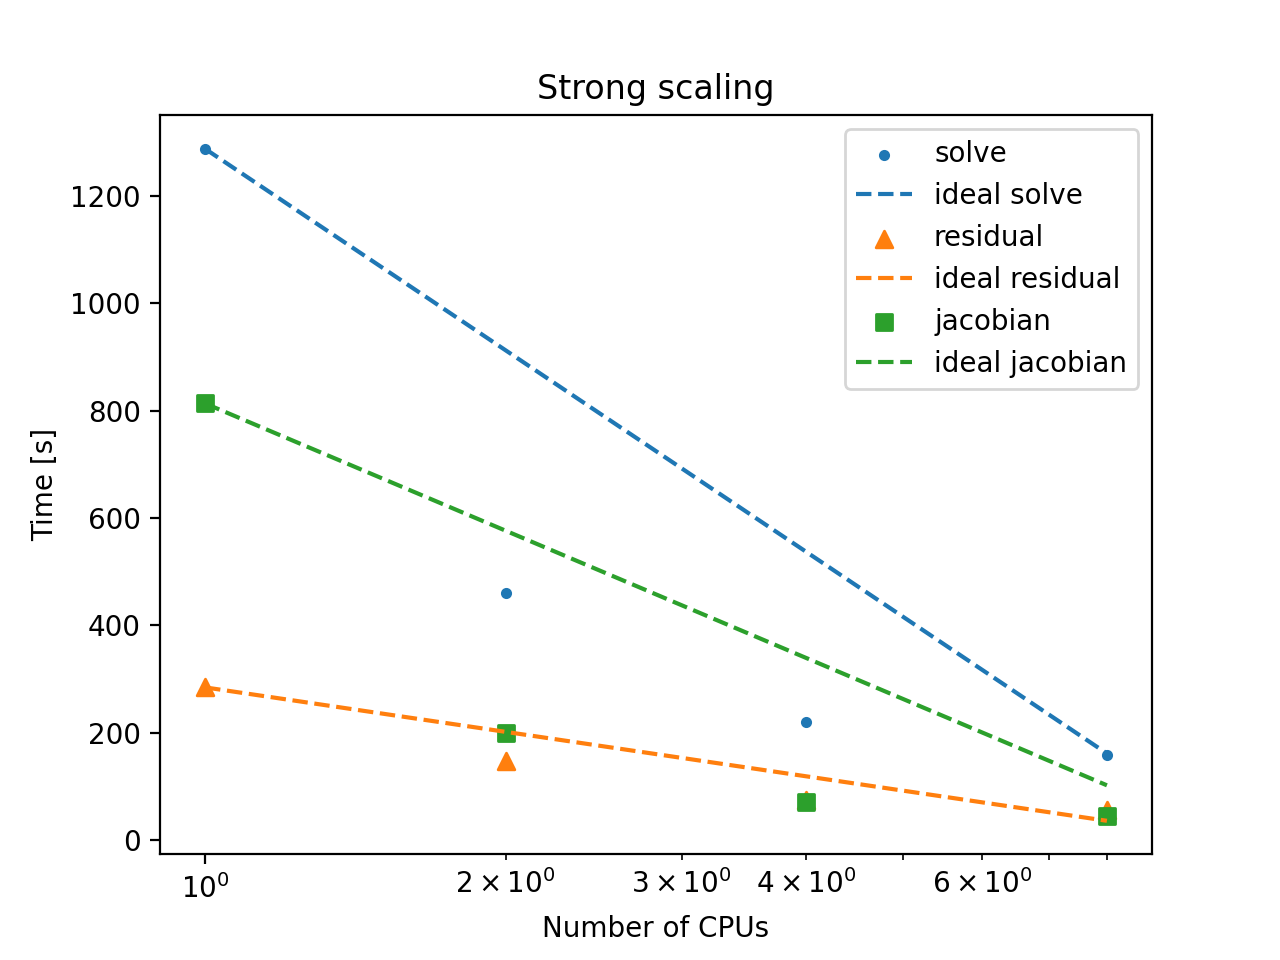 Strong scaling
Time [s]
1200
1000
800
600
400
200
0
solve
ideal solve
residual
ideal residual
jacobian
ideal jacobian
10⁰
2 × 10⁰
3 × 10⁰
4 × 10⁰
6 × 10⁰
Number of CPUs